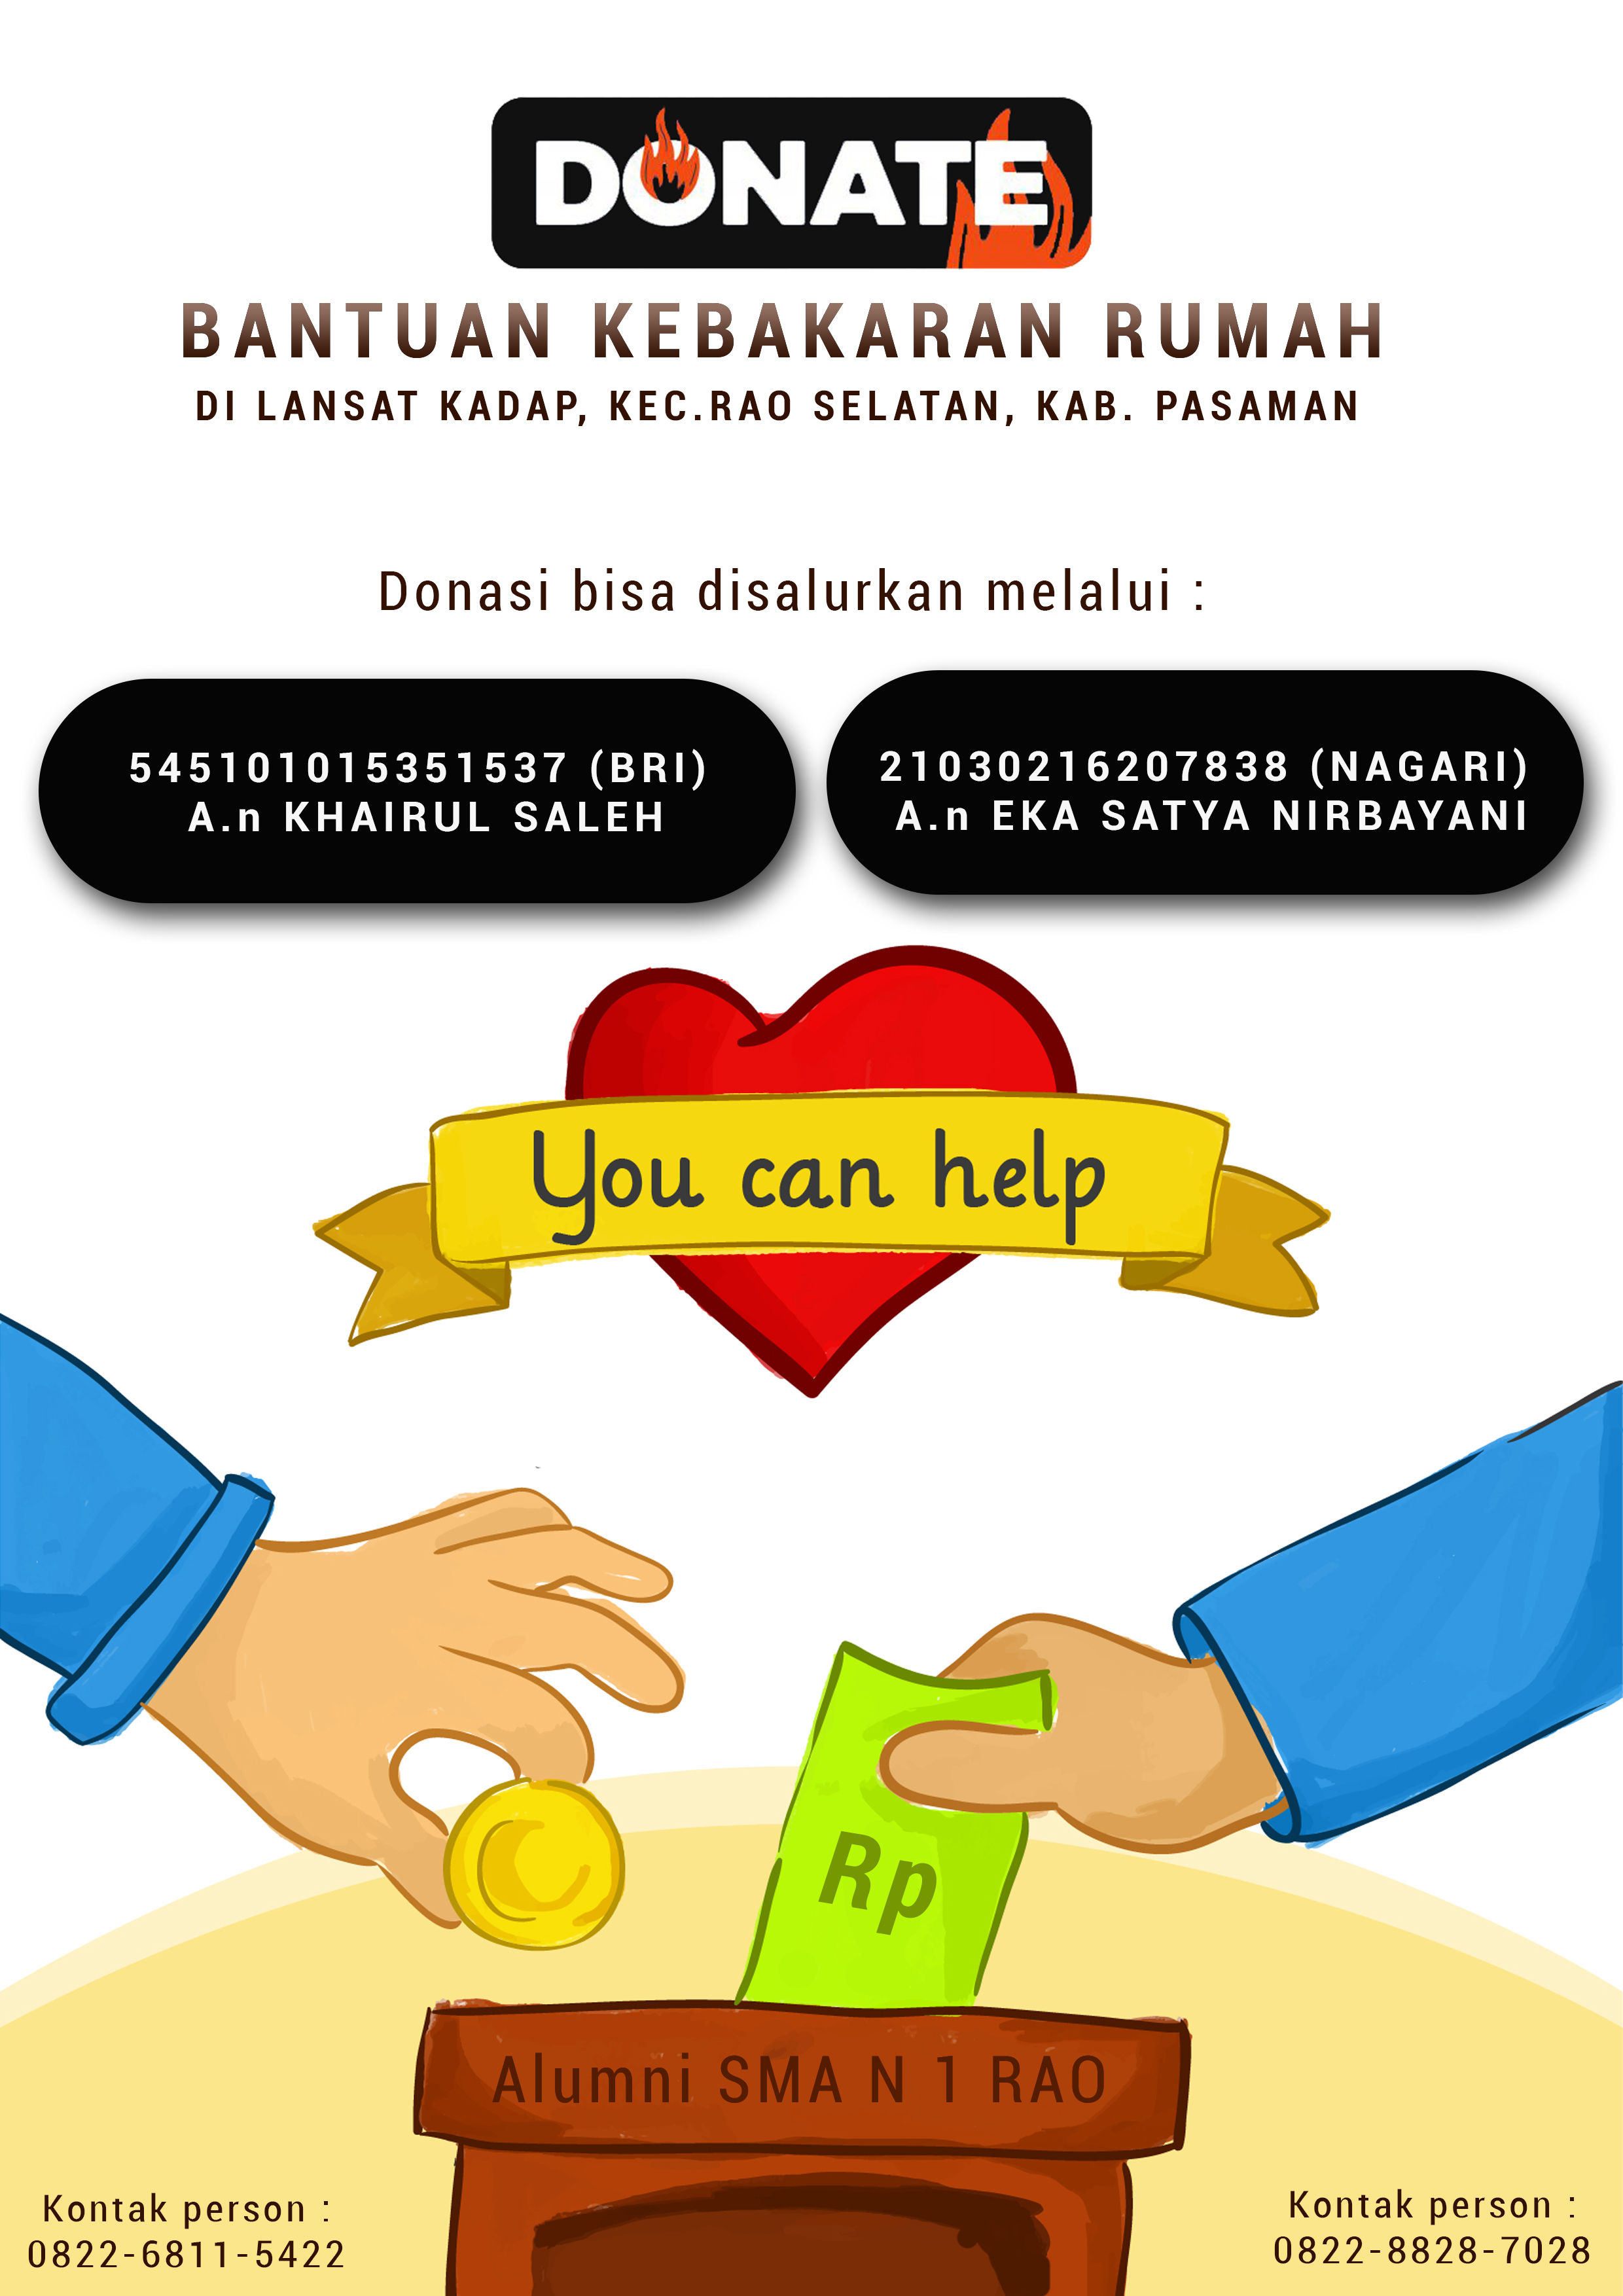 DONATE
BANTUAN KEBAKARAN RUMAH
DI LANSAT KADAP, KEC.RAO SELATAN, KAB. PASAMAN
Donasi bisa disalurkan melalui :
545101015351537 (BRI)
A.n KHAIRUL SALEH
21030216207838 (NAGARI)
A.n EKA SATYA NIRBAYANI
You can help
Rp
Alumni SMA N 1 RAO
Kontak person :
0822-6811-5422
Kontak person :
0822-8828-7028